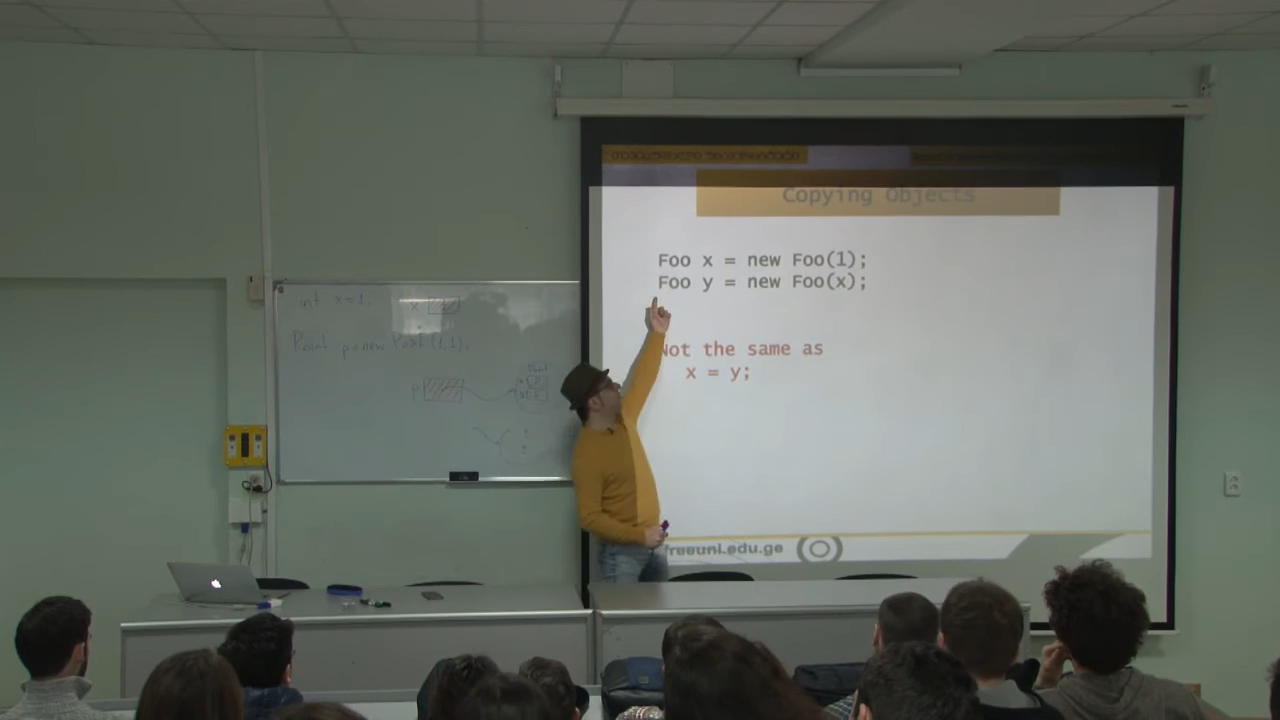 Copying Objects
Foo x = new Foo(1);
Foo y = new Foo(x);
Not the same as
x = y;
freeuni.edu.ge
int x=1.
x
Point p=new Point(1,1).
p